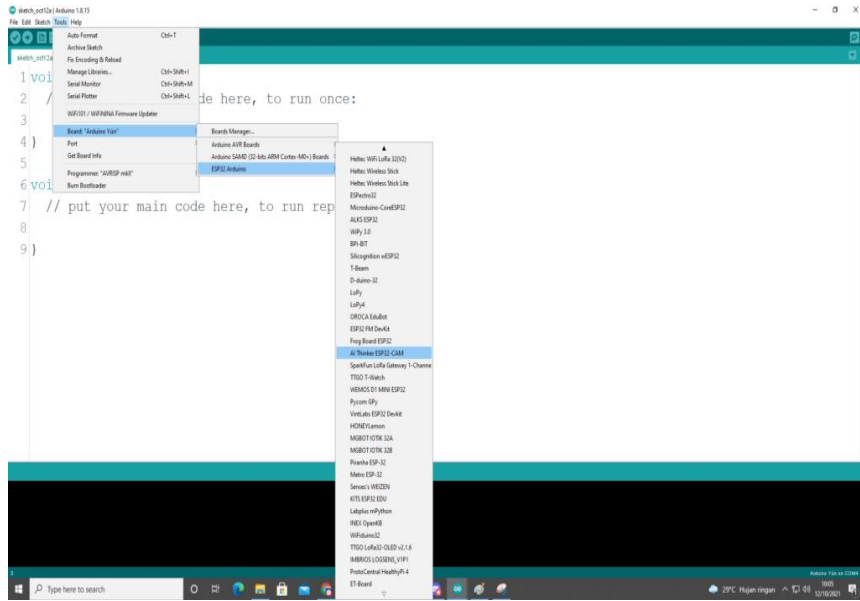 sketch_oct12a | Arduino 1.8.15
File Edit Sketch Tools Help
Auto Format Ctrl+T
Archive Sketch
Fix Encoding & Reload
Manage Libraries... Ctrl+Shift+I
Serial Monitor Ctrl+Shift+M
Serial Plotter Ctrl+Shift+L
WiFi101 / WiFiNINA Firmware Updater
Board: "Arduino Yún"
Port
Get Board Info
Programmer: "AVRISP mkII"
Burn Bootloader
Boards Manager...
Arduino AVR Boards
Arduino SAMD (32-bits ARM Cortex-M0+) Boards
ESP32 Arduino
Heltec WiFi LoRa 32(V2)
Heltec Wireless Stick
Heltec Wireless Stick Lite
ESPectro32
Microduino-CoreESP32
ALKS ESP32
WiPy 3.0
BPI-BIT
Silicognition wESP32
T-Beam
D-duino-32
LoPy
LoPy4
OROCA EduBot
ESP32 FM DevKit
Frog Board ESP32
AI Thinker ESP32-CAM
SparkFun LoRa Gateway 1-Channe
TTGO T-Watch
WEMOS D1 MINI ESP32
Pycom GPy
VintLabs ESP32 Devkit
HONEYLemon
MGBOT IOTIK 32A
MGBOT IOTIK 32B
Piranha ESP-32
Metro ESP-32
Senses's WEIZEN
KITS ESP32 EDU
Labplus mPython
INEX OpenKB
WiFiduino32
TTGO LoRa32-OLED v2.1.6
IMBRIOS LOGSENS_V1P1
ProtoCentral HealthyPi 4
ET-Board
sketch_oct12a
1 voi
2 / de here, to run once:
3
4 }
5
6 voi
7 // put your main code here, to run rep
8
9 }
3
Arduino Yún on COM4
Type here to search
29°C Hujan ringan
1005
12/10/2021